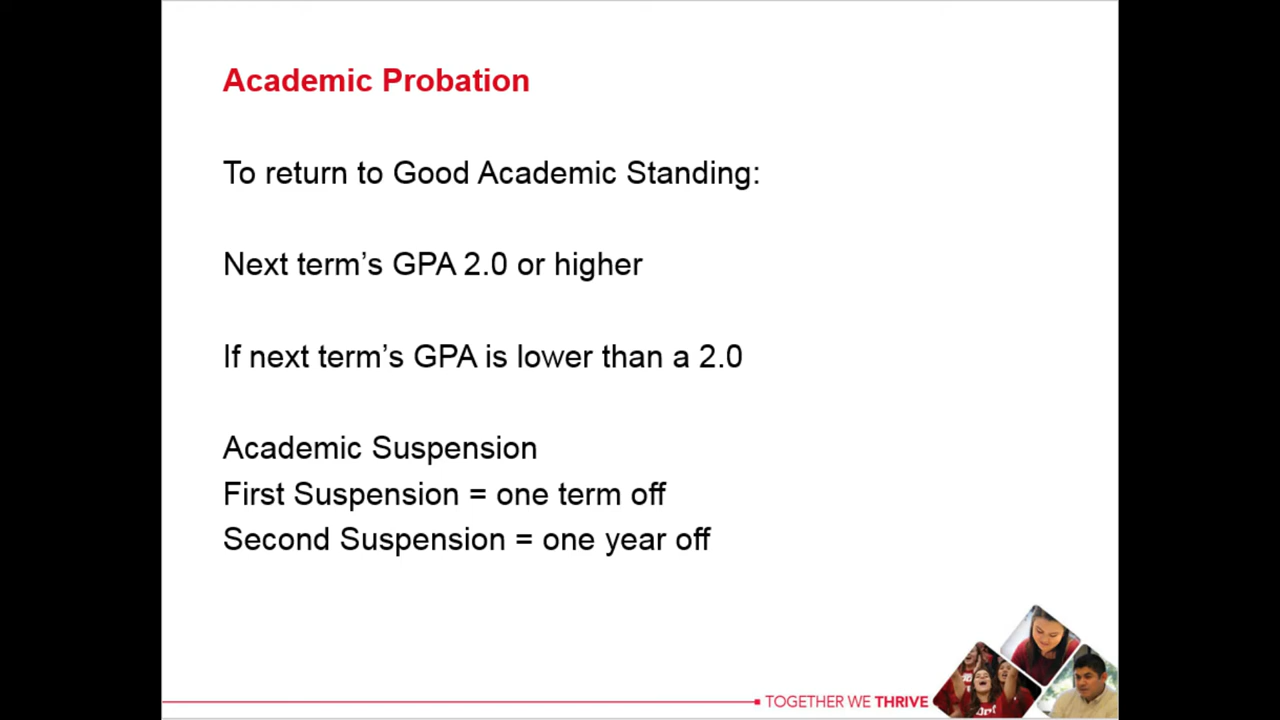 Academic Probation
To return to Good Academic Standing:
Next term’s GPA 2.0 or higher
If next term’s GPA is lower than a 2.0
Academic Suspension
First Suspension = one term off
Second Suspension = one year off
TOGETHER WE THRIVE